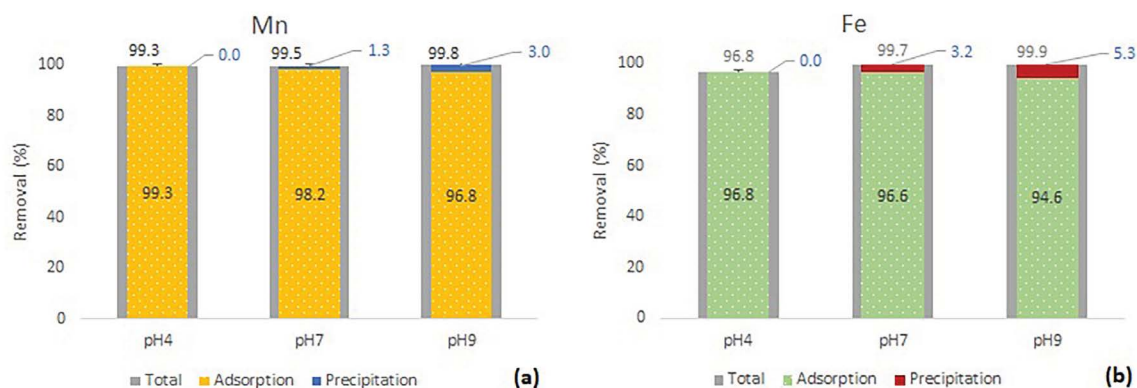 Mn
99.3
0.0
99.5
1.3
99.8
3.0
100
80
60
40
20
0
Removal (%)
99.3
98.2
96.8
pH4
pH7
pH9
Total
Adsorption
Precipitation
(a)
Fe
96.8
0.0
99.7
3.2
99.9
5.3
100
80
60
40
20
0
Removal (%)
96.8
96.6
94.6
pH4
pH7
pH9
Total
Adsorption
Precipitation
(b)